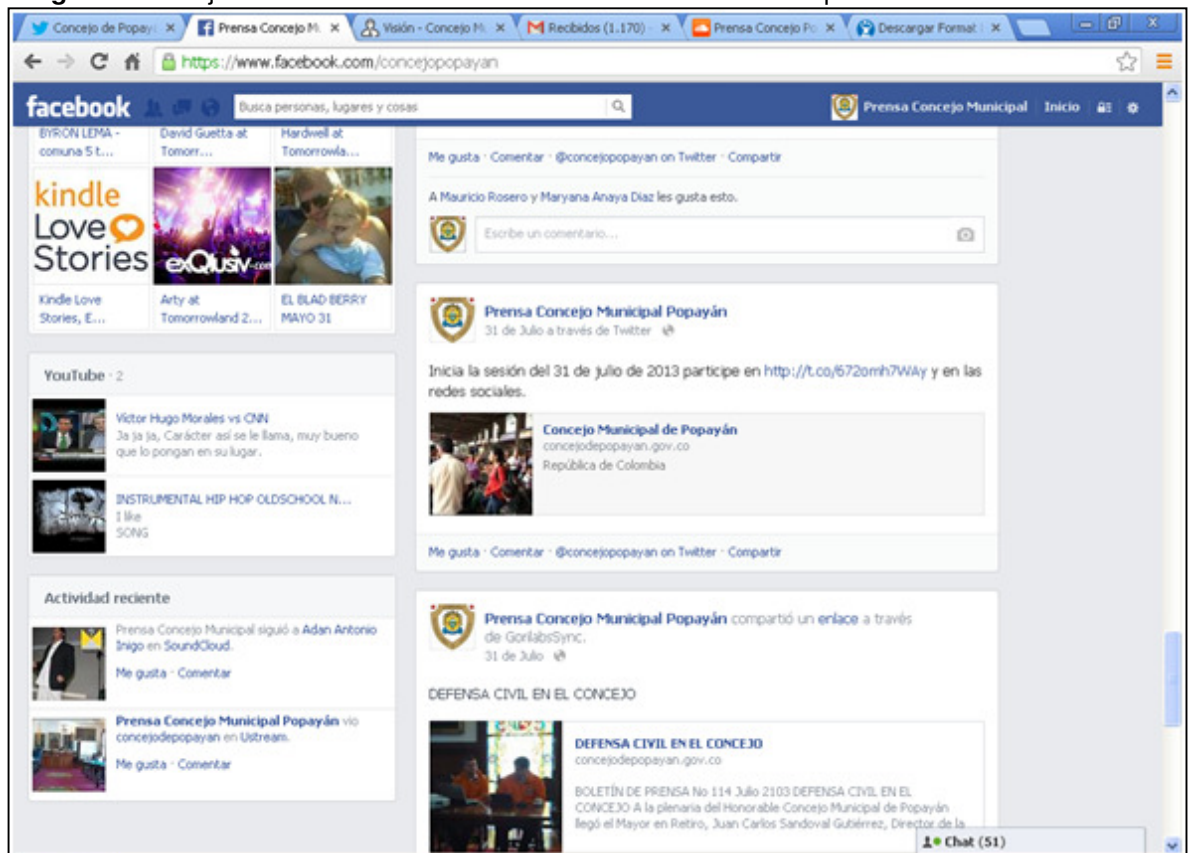 Concejo de Popay
Prensa Concejo M
Visión - Concejo M
Recibidos (1.170) -
Prensa Concejo Po
Descargar Format
https://www.facebook.com/concejopopayan
facebook
Busca personas, lugares y cosas
Prensa Concejo Municipal
Inicio
BYRON LEMA -
comuna 5 t...
David Guetta at
Tomorr...
Hardwell at
Tomorrowla...
kindle
Love
Stories
exQlusiv.com
Kindle Love
Stories, E...
Arty at
Tomorrowland 2...
EL BLAD BERRY
MAYO 31
YouTube · 2
Victor Hugo Morales vs CNN
Ja ja ja, Carácter así se le llama, muy bueno
que lo pongan en su lugar.
INSTRUMENTAL HIP HOP OLDSCHOOL N...
I like
SONG
Actividad reciente
Prensa Concejo Municipal siguió a Adan Antonio
Inigo en SoundCloud.
Me gusta · Comentar
Prensa Concejo Municipal Popayán vio
concejodepopayan en Ustream.
Me gusta · Comentar
Me gusta · Comentar · @concejopopayan on Twitter · Compartir
A Mauricio Rosero y Maryana Anaya Diaz les gusta esto.
Escribe un comentario...
Prensa Concejo Municipal Popayán
31 de Julio a través de Twitter
Inicia la sesión del 31 de julio de 2013 participe en http://t.co/672omh7WAy y en las
redes sociales.
Concejo Municipal de Popayán
concejodepopayan.gov.co
República de Colombia
Me gusta · Comentar · @concejopopayan on Twitter · Compartir
Prensa Concejo Municipal Popayán compartió un enlace a través
de GorilabsSync.
31 de Julio
DEFENSA CIVIL EN EL CONCEJO
DEFENSA CIVIL EN EL CONCEJO
concejodepopayan.gov.co
BOLETÍN DE PRENSA No 114 Julio 2103 DEFENSA CIVIL EN EL
CONCEJO A la plenaria del Honorable Concejo Municipal de Popayán
llegó el Mayor en Retiro, Juan Carlos Sandoval Gutiérrez, Director de la
Chat (51)